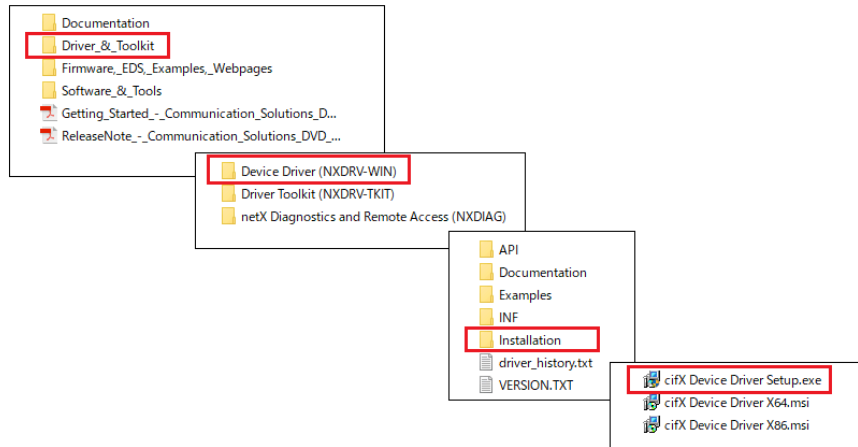 Documentation
Driver_&_Toolkit
Firmware,_EDS,_Examples,_Webpages
Software_&_Tools
Getting_Started_-_Communication_Solutions_D...
ReleaseNote_-_Communication_Solutions_DVD_...
Device Driver (NXDRV-WIN)
Driver Toolkit (NXDRV-TKIT)
netX Diagnostics and Remote Access (NXDIAG)
API
Documentation
Examples
INF
Installation
driver_history.txt
VERSION.TXT
cifX Device Driver Setup.exe
cifX Device Driver X64.msi
cifX Device Driver X86.msi